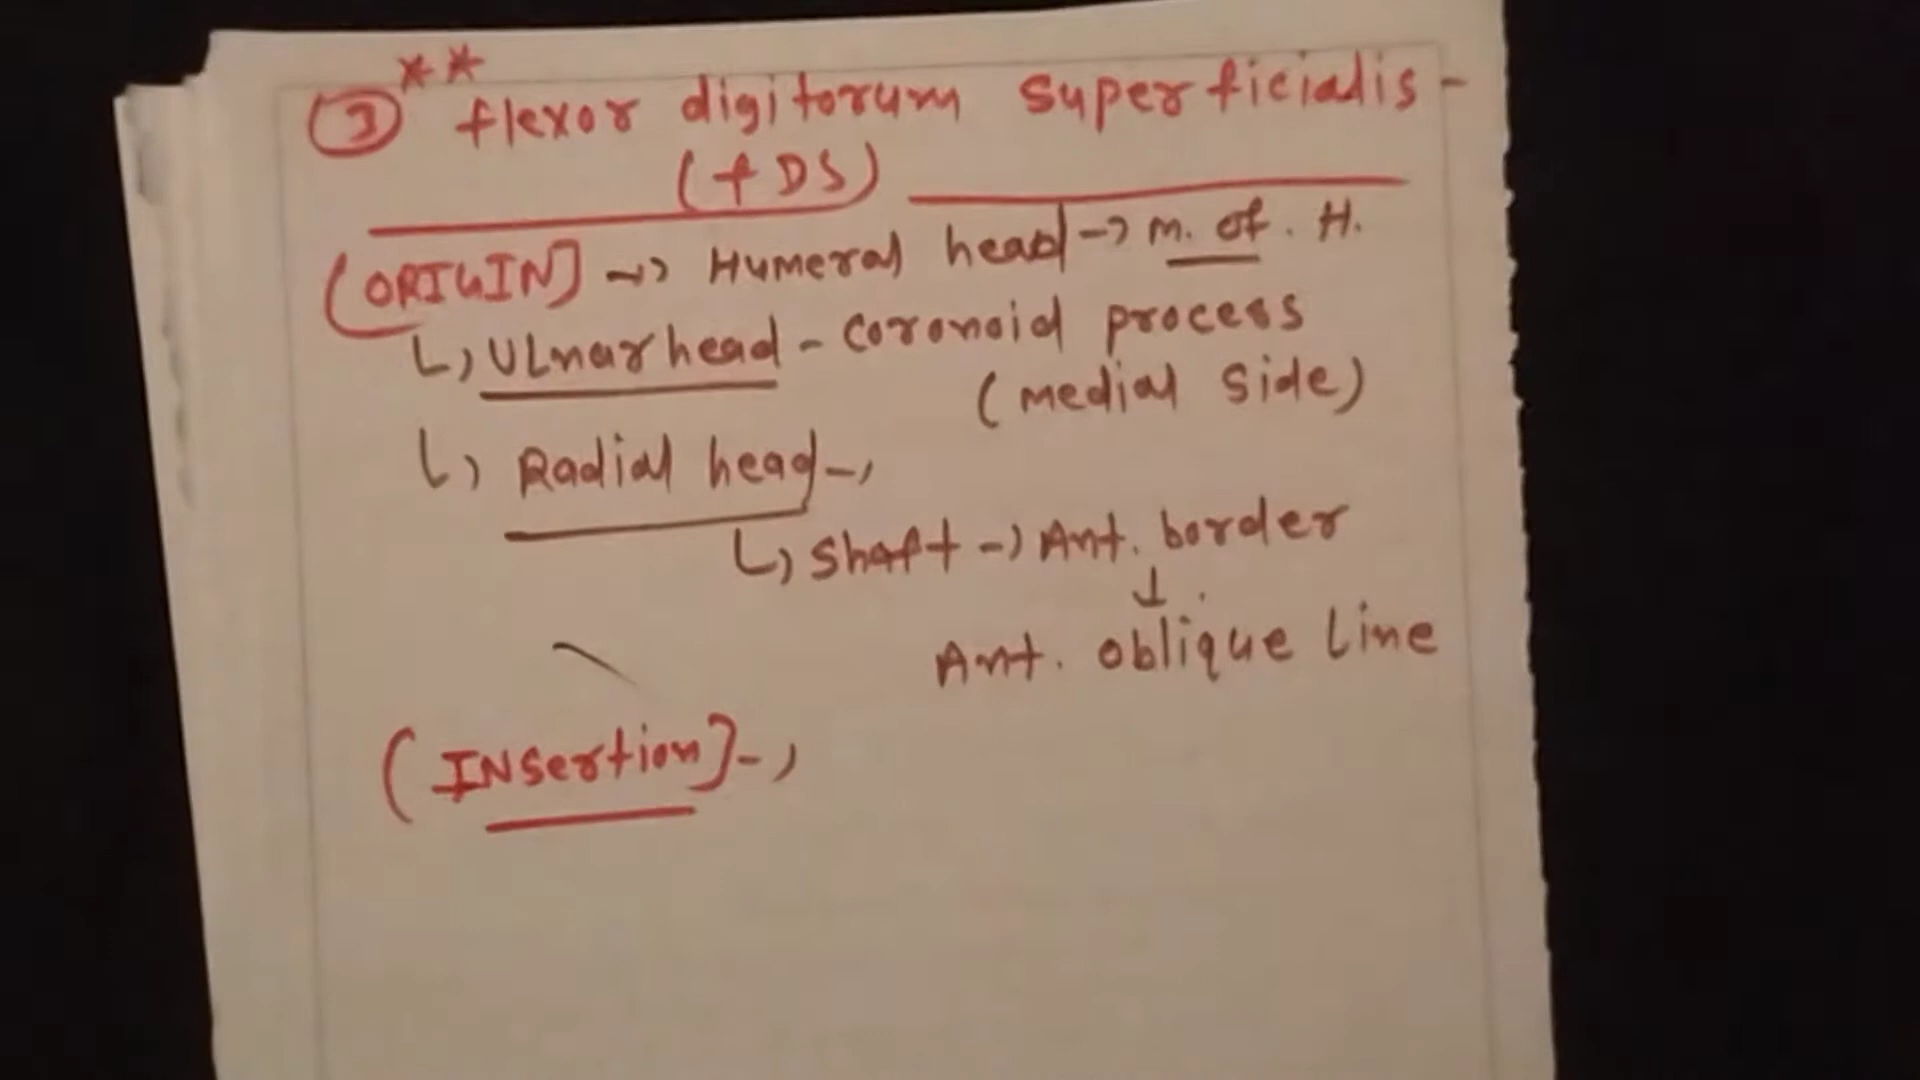 ③ ** flexor digitorum superficialis -
(fDS)
[ORIGIN] -> Humeral head -> m. of. H.
↳ ULnar head - coronoid process
(medial side)
↳ Radial head ->
↳ shaft -> Ant. border
↓
Ant. oblique line
(INsertion] ->